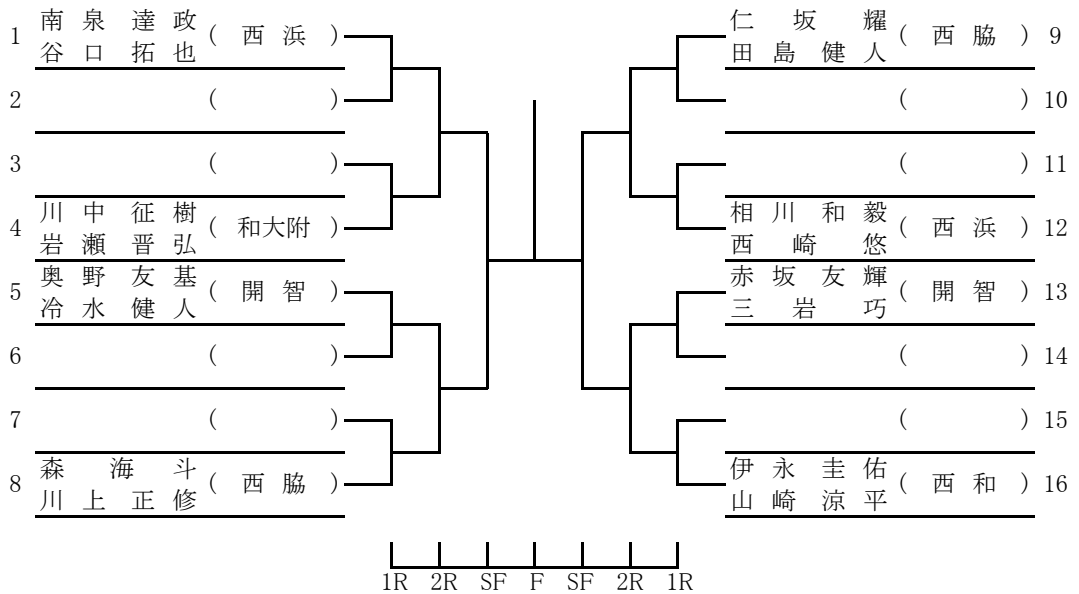 1 南泉達政 谷口拓也 ( 西浜 )
2 ( )
3 ( )
4 川中征樹 岩瀬晋弘 ( 和大附 )
5 奥野友基 冷水健人 ( 開智 )
6 ( )
7 ( )
8 森海斗 川上正修 ( 西脇 )
仁坂耀 田島健人 ( 西脇 ) 9
( ) 10
( ) 11
相川和毅 西崎悠 ( 西浜 ) 12
赤坂友輝 三岩巧 ( 開智 ) 13
( ) 14
( ) 15
伊永圭佑 山崎涼平 ( 西和 ) 16
1R 2R SF F SF 2R 1R